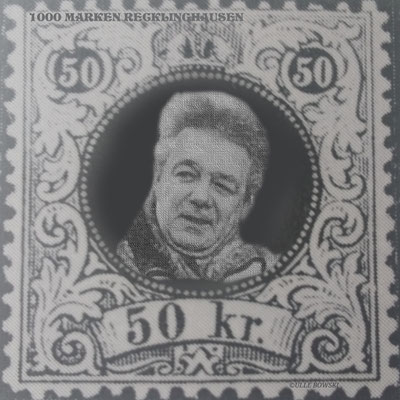 1000 MARKEN RECKLINGHAUSEN
50 50
50 kr.
©ULLE BOWSKI